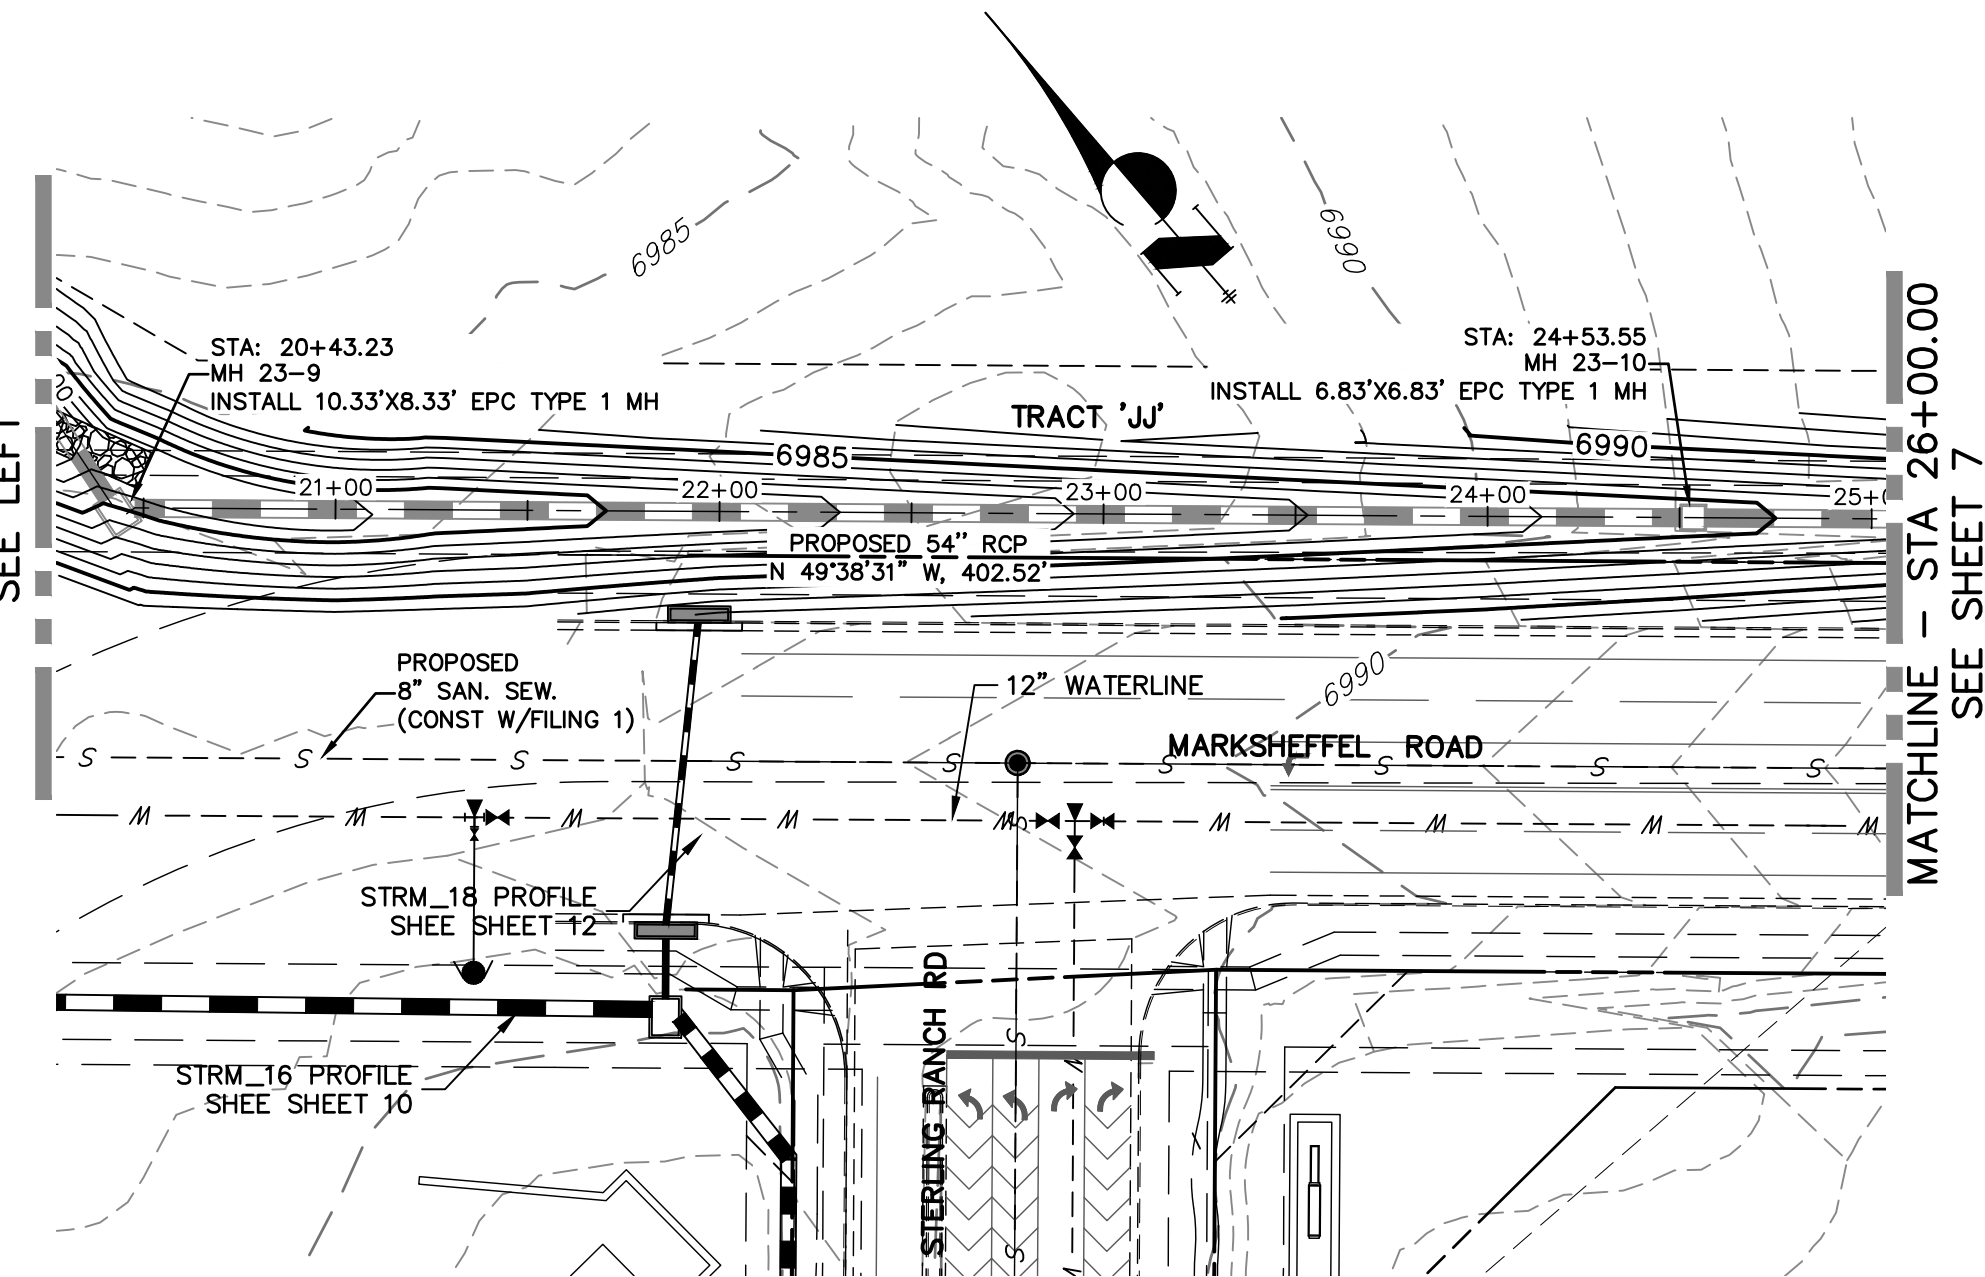 6985
6990
STA: 20+43.23
MH 23-9
INSTALL 10.33'X8.33' EPC TYPE 1 MH
STA: 24+53.55
MH 23-10
INSTALL 6.83'X6.83' EPC TYPE 1 MH
TRACT 'JJ'
6985
6990
21+00
22+00
23+00
24+00
PROPOSED 54" RCP
N 49°38'31" W, 402.52'
SEE LEFT
MATCHLINE - STA 26+00.00
SEE SHEET 7
PROPOSED
8" SAN. SEW.
(CONST W/FILING 1)
12" WATERLINE
6990
MARKSHEFFEL ROAD
S S S S S S S S S
W W W W W W W W W
S
STRM_18 PROFILE
SHEE SHEET 12
STERLING RANCH RD
S
W
STRM_16 PROFILE
SHEE SHEET 10
S
W